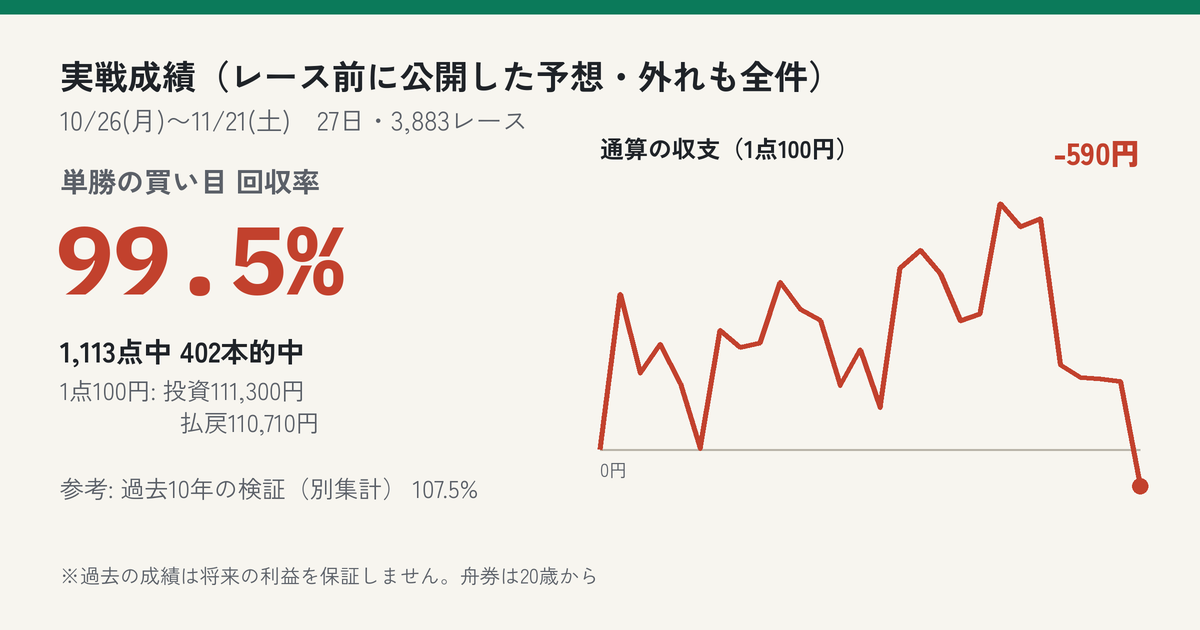 実戦成績（レース前に公開した予想・外れも全件）
10/26(月)〜11/21(土)　27日・3,883レース
単勝の買い目 回収率
99.5%
1,113点中 402本的中
1点100円: 投資111,300円
払戻110,710円
参考: 過去10年の検証（別集計） 107.5%
通算の収支（1点100円）
-590円
0円
※過去の成績は将来の利益を保証しません。舟券は20歳から